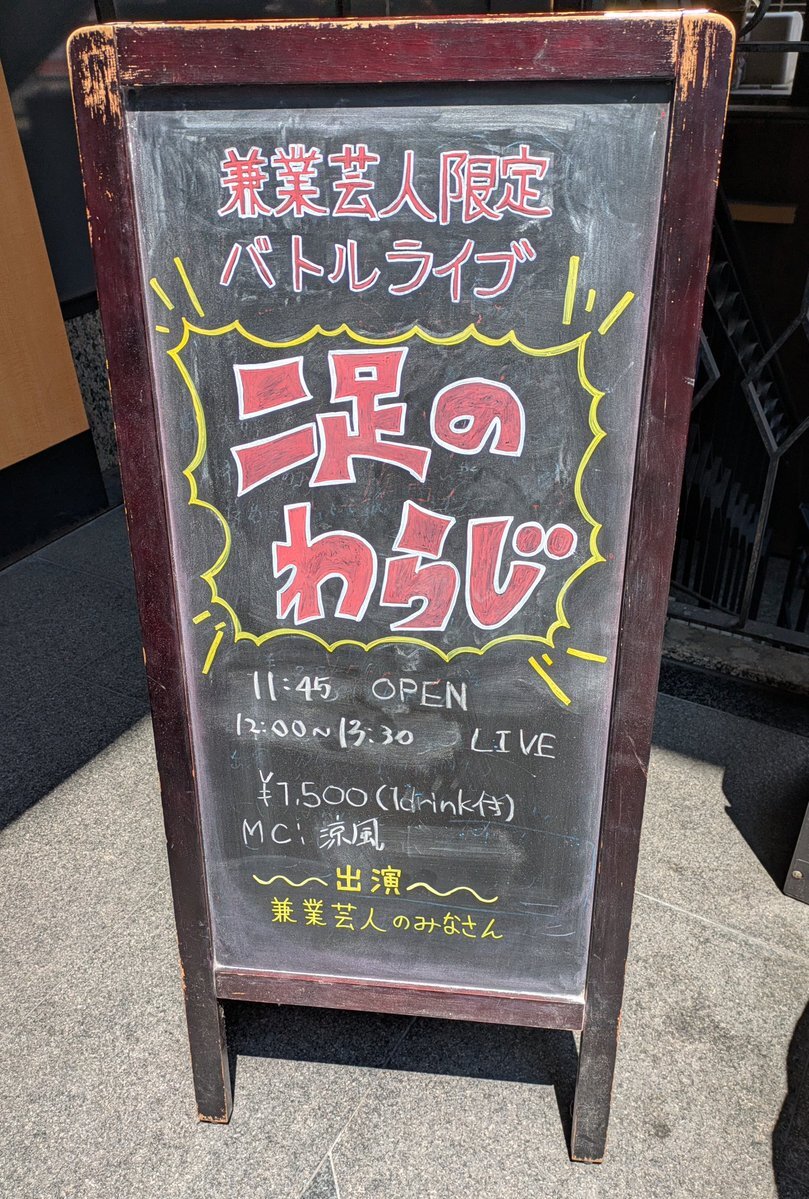 兼業芸人限定
バトルライブ
二足の
わらじ
11:45 OPEN
12:00~13:30 LIVE
¥1,500(1drink付)
MC: 涼風
出演
兼業芸人のみなさん